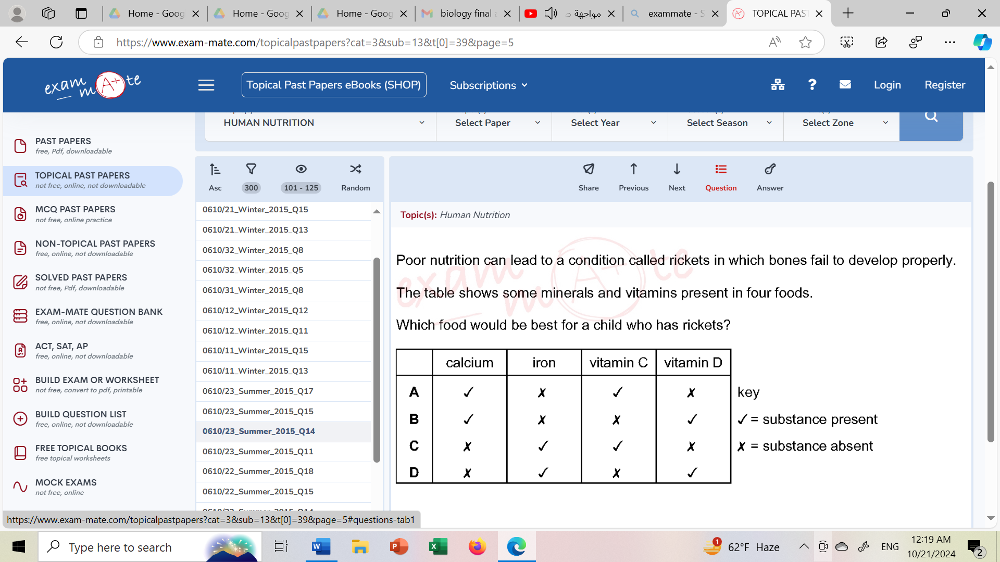 Home - Goog
Home - Goog
Home - Goog
biology final a
مواجهة ص
exammate - S
TOPICAL PAS
https://www.exam-mate.com/topicalpastpapers?cat=3&sub=13&t[0]=39&page=5
exam mA+te
Topical Past Papers eBooks (SHOP)
Subscriptions
Login
Register
HUMAN NUTRITION
Select Paper
Select Year
Select Season
Select Zone
PAST PAPERS
free, Pdf, downloadable
TOPICAL PAST PAPERS
not free, online, not downloadable
MCQ PAST PAPERS
not free, online practice
NON-TOPICAL PAST PAPERS
free, online, not downloadable
SOLVED PAST PAPERS
not free, Pdf, downloadable
EXAM-MATE QUESTION BANK
free, online, not downloadable
ACT, SAT, AP
free, online, not downloadable
BUILD EXAM OR WORKSHEET
not free, convert to pdf, printable
BUILD QUESTION LIST
free, online, not downloadable
FREE TOPICAL BOOKS
free topical worksheets
MOCK EXAMS
not free, online
Asc
300
101 - 125
Random
0610/21_Winter_2015_Q15
0610/21_Winter_2015_Q13
0610/32_Winter_2015_Q8
0610/32_Winter_2015_Q5
0610/31_Winter_2015_Q8
0610/12_Winter_2015_Q12
0610/12_Winter_2015_Q11
0610/11_Winter_2015_Q15
0610/11_Winter_2015_Q13
0610/23_Summer_2015_Q17
0610/23_Summer_2015_Q15
0610/23_Summer_2015_Q14
0610/23_Summer_2015_Q11
0610/22_Summer_2015_Q18
0610/22_Summer_2015_Q15
Share
Previous
Next
Question
Answer
Topic(s): Human Nutrition
exam mA+te
Poor nutrition can lead to a condition called rickets in which bones fail to develop properly.
The table shows some minerals and vitamins present in four foods.
Which food would be best for a child who has rickets?
calcium iron vitamin C vitamin D
A ✓ ✗ ✓ ✗ key
B ✓ ✗ ✗ ✓ ✓ = substance present
C ✗ ✓ ✓ ✗ ✗ = substance absent
D ✗ ✓ ✗ ✓
https://www.exam-mate.com/topicalpastpapers?cat=3&sub=13&t[0]=39&page=5#questions-tab1
Type here to search
1
62°F Haze
ENG
12:19 AM
10/21/2024
2